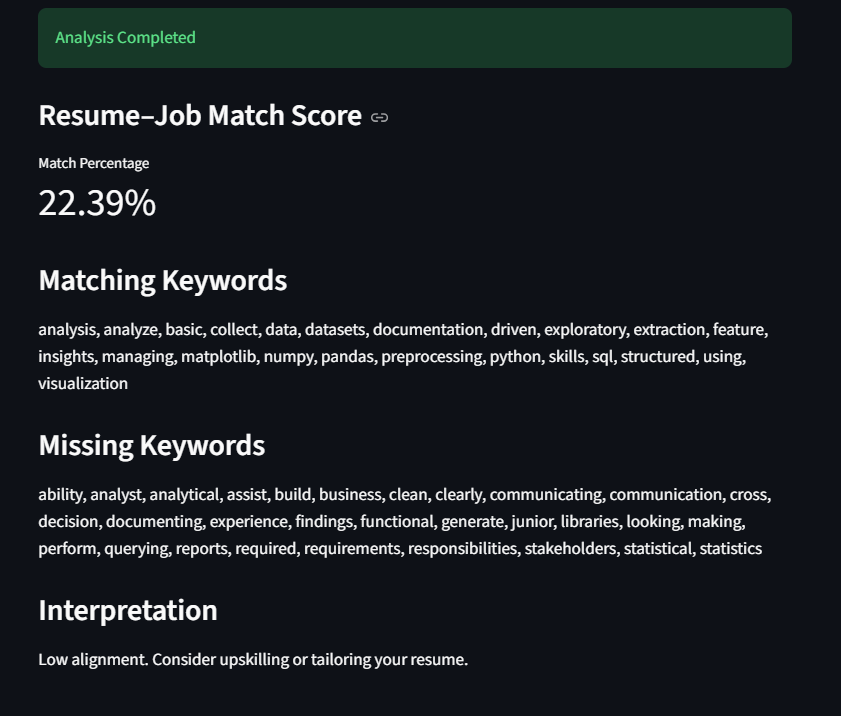 Analysis Completed
Resume–Job Match Score
Match Percentage
22.39%
Matching Keywords
analysis, analyze, basic, collect, data, datasets, documentation, driven, exploratory, extraction, feature,
insights, managing, matplotlib, numpy, pandas, preprocessing, python, skills, sql, structured, using,
visualization
Missing Keywords
ability, analyst, analytical, assist, build, business, clean, clearly, communicating, communication, cross,
decision, documenting, experience, findings, functional, generate, junior, libraries, looking, making,
perform, querying, reports, required, requirements, responsibilities, stakeholders, statistical, statistics
Interpretation
Low alignment. Consider upskilling or tailoring your resume.